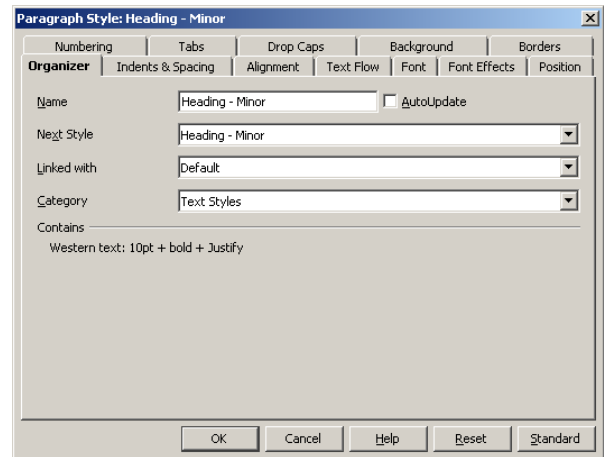 Paragraph Style: Heading - Minor
Numbering Tabs Drop Caps Background Borders
Organizer Indents & Spacing Alignment Text Flow Font Font Effects Position
Name Heading - Minor AutoUpdate
Next Style Heading - Minor
Linked with Default
Category Text Styles
Contains
Western text: 10pt + bold + Justify
OK Cancel Help Reset Standard